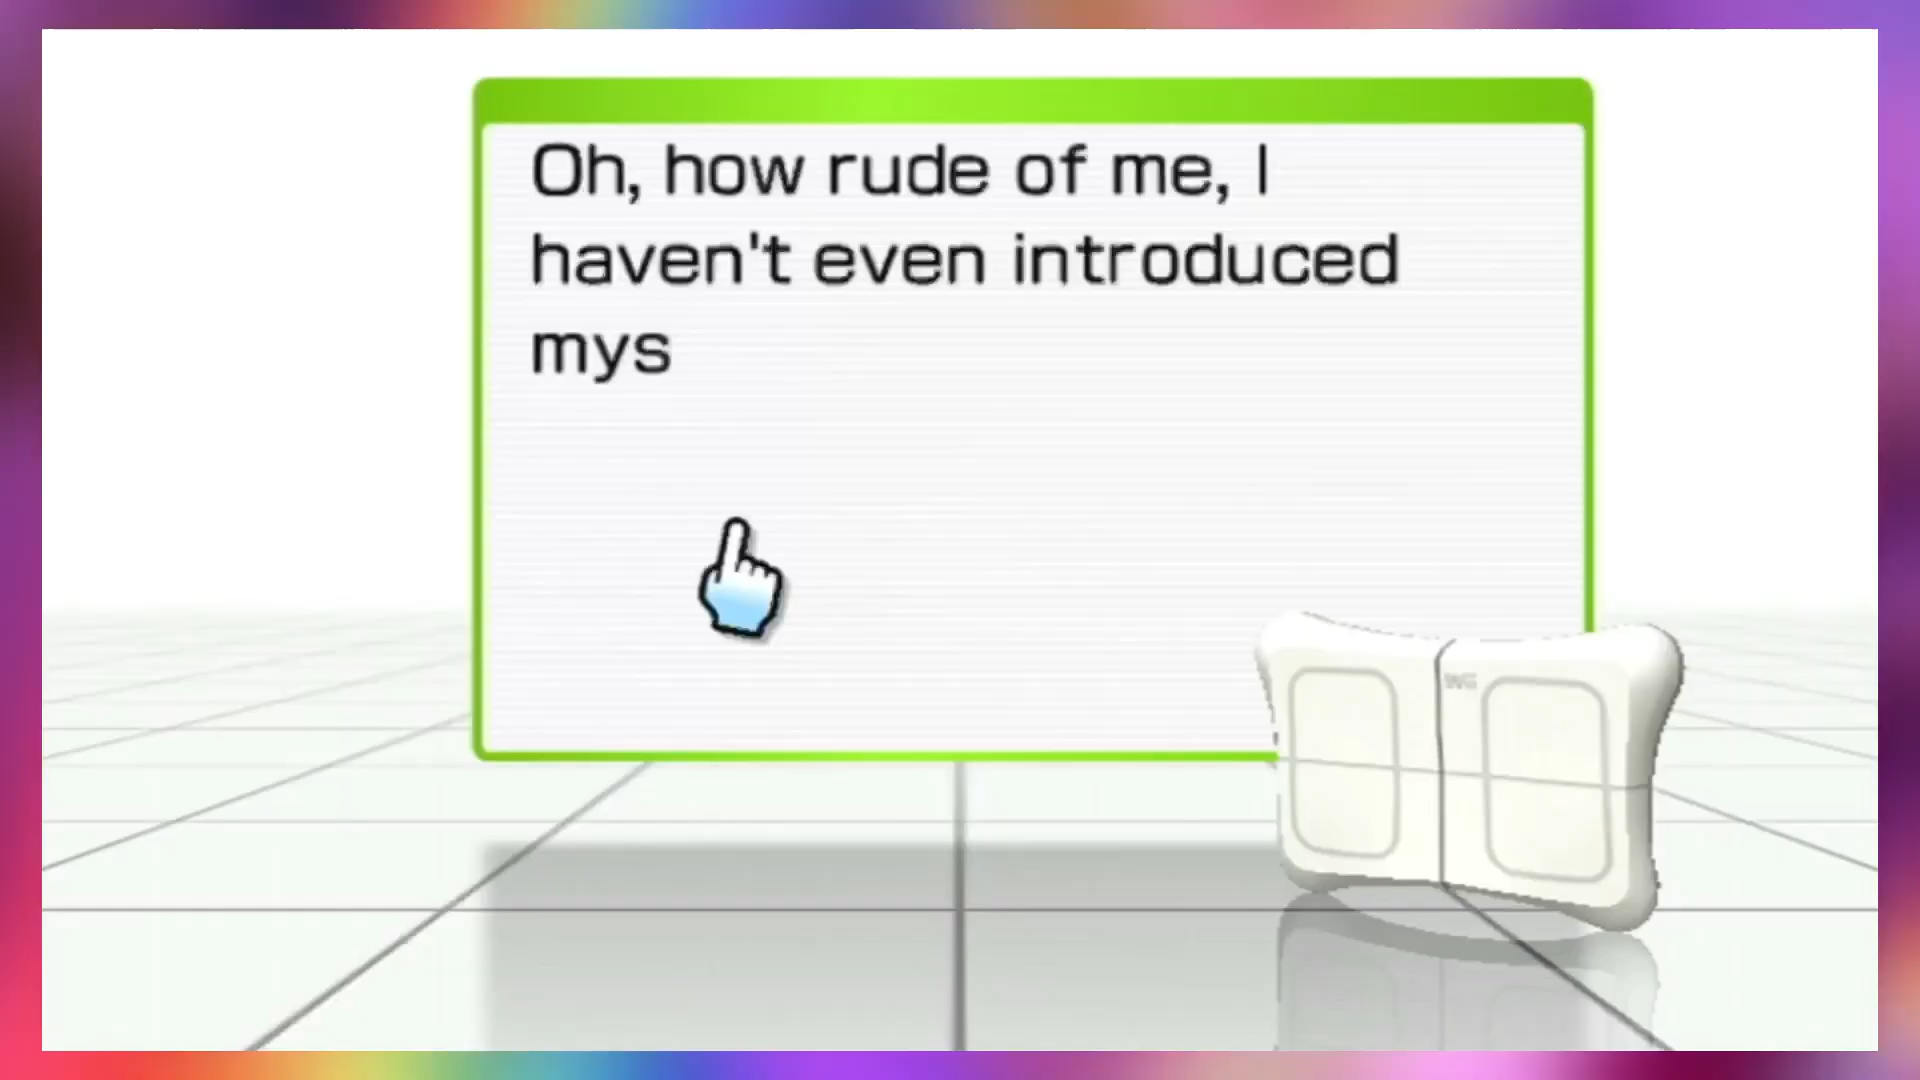 Oh, how rude of me, I
haven't even introduced
mys